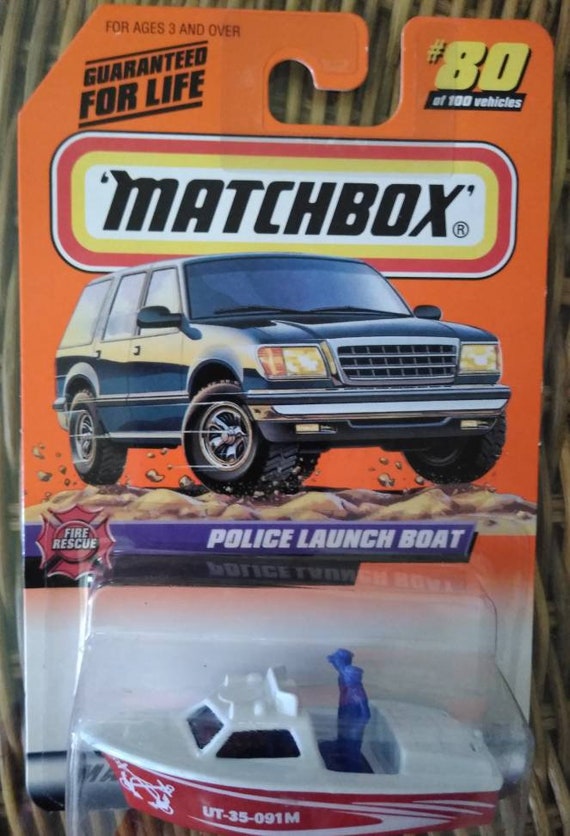 FOR AGES 3 AND OVER
GUARANTEED
FOR LIFE
#80
of 100 vehicles
'MATCHBOX'®
FIRE
RESCUE
POLICE LAUNCH BOAT
UT-35-091M